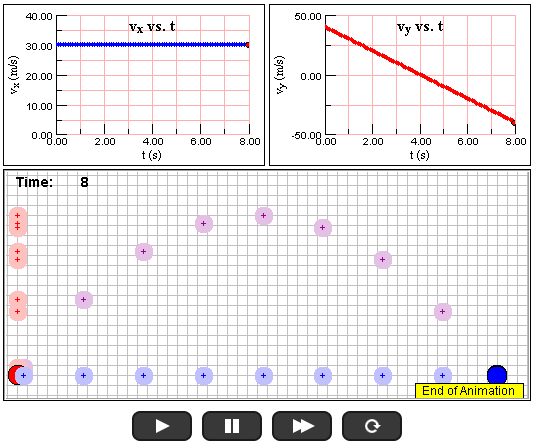 vx vs. t
vy vs. t
40.00
30.00
20.00
10.00
0.00
vx (m/s)
0.00 2.00 4.00 6.00 8.00
t (s)
50.00
0.00
-50.00
vy (m/s)
0.00 2.00 4.00 6.00 8.00
t (s)
Time: 8
End of Animation